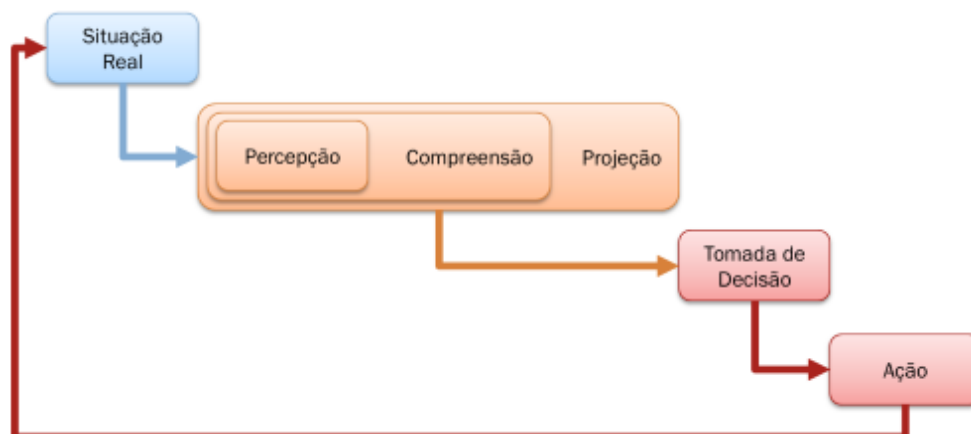 Situação
Real
Percepção
Compreensão
Projeção
Tomada de
Decisão
Ação